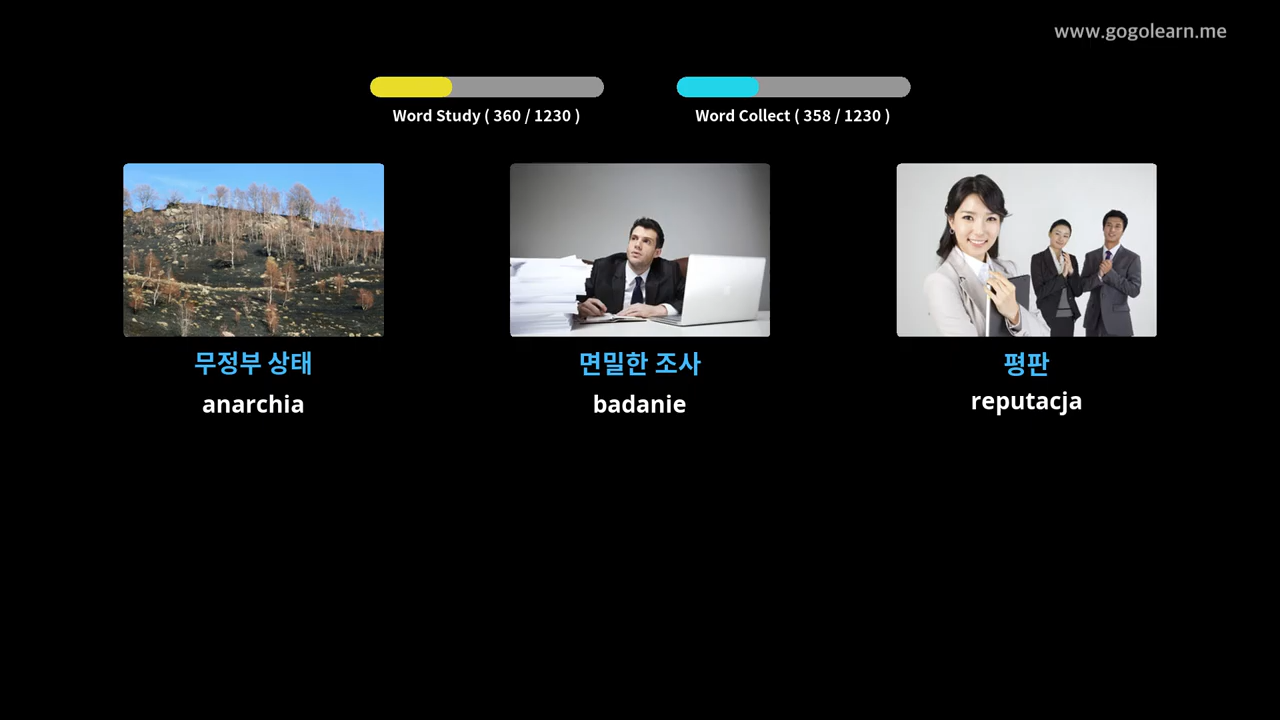 www.gogolearn.me
Word Study ( 360 / 1230 )
Word Collect ( 358 / 1230 )
무정부 상태
anarchia
면밀한 조사
badanie
평판
reputacja